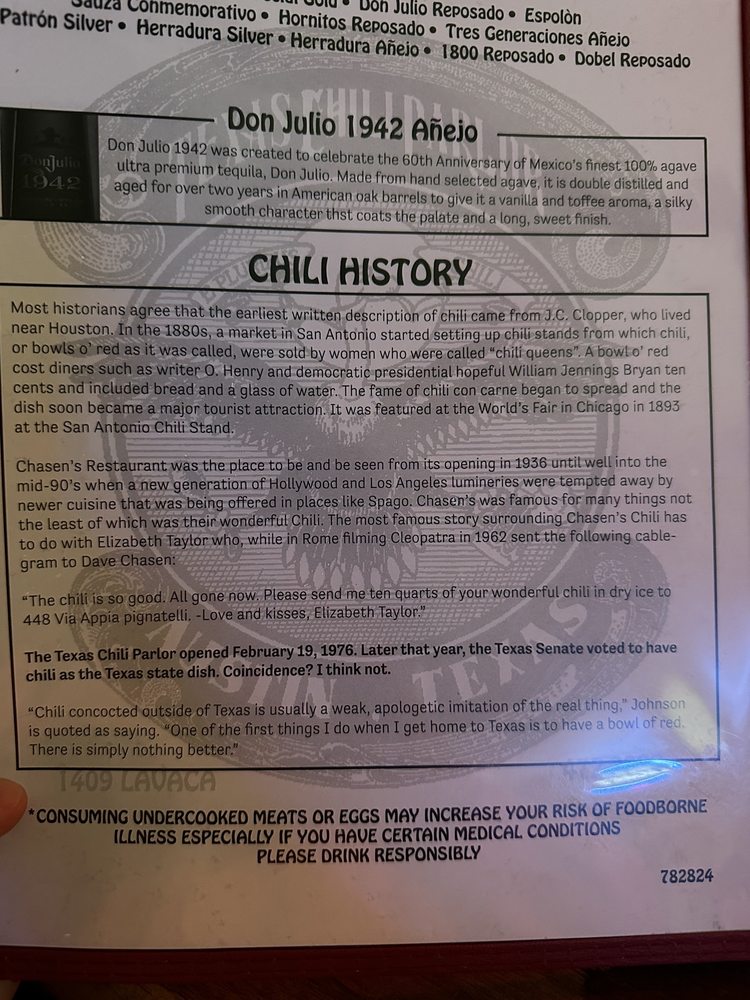 Don Julio Reposado • Espolòn
Sauza Conmemorativo • Hornitos Reposado • Tres Generaciones Añejo
Patrón Silver • Herradura Silver • Herradura Añejo • 1800 Reposado • Dobel Reposado
Don Julio 1942 Añejo
DonJulio
1942
Don Julio 1942 was created to celebrate the 60th Anniversary of Mexico's finest 100% agave
ultra premium tequila, Don Julio. Made from hand selected agave, it is double distilled and
aged for over two years in American oak barrels to give it a vanilla and toffee aroma, a silky
smooth character thst coats the palate and a long, sweet finish.
TEXAS CHILI PARLOR
CHILI HISTORY
Most historians agree that the earliest written description of chili came from J.C. Clopper, who lived
near Houston. In the 1880s, a market in San Antonio started setting up chili stands from which chili,
or bowls o' red as it was called, were sold by women who were called "chili queens". A bowl o' red
cost diners such as writer O. Henry and democratic presidential hopeful William Jennings Bryan ten
cents and included bread and a glass of water. The fame of chili con carne began to spread and the
dish soon became a major tourist attraction. It was featured at the World's Fair in Chicago in 1893
at the San Antonio Chili Stand.
Chasen's Restaurant was the place to be and be seen from its opening in 1936 until well into the
mid-90's when a new generation of Hollywood and Los Angeles lumineries were tempted away by
newer cuisine that was being offered in places like Spago. Chasen's was famous for many things not
the least of which was their wonderful Chili. The most famous story surrounding Chasen's Chili has
to do with Elizabeth Taylor who, while in Rome filming Cleopatra in 1962 sent the following cable-
gram to Dave Chasen:
"The chili is so good. All gone now. Please send me ten quarts of your wonderful chili in dry ice to
448 Via Appia pignatelli. -Love and kisses, Elizabeth Taylor."
The Texas Chili Parlor opened February 19, 1976. Later that year, the Texas Senate voted to have
chili as the Texas state dish. Coincidence? I think not.
"Chili concocted outside of Texas is usually a weak, apologetic imitation of the real thing," Johnson
is quoted as saying. "One of the first things I do when I get home to Texas is to have a bowl of red.
There is simply nothing better."
AUSTIN, TEXAS
1409 LAVACA
*CONSUMING UNDERCOOKED MEATS OR EGGS MAY INCREASE YOUR RISK OF FOODBORNE
ILLNESS ESPECIALLY IF YOU HAVE CERTAIN MEDICAL CONDITIONS
PLEASE DRINK RESPONSIBLY
782824